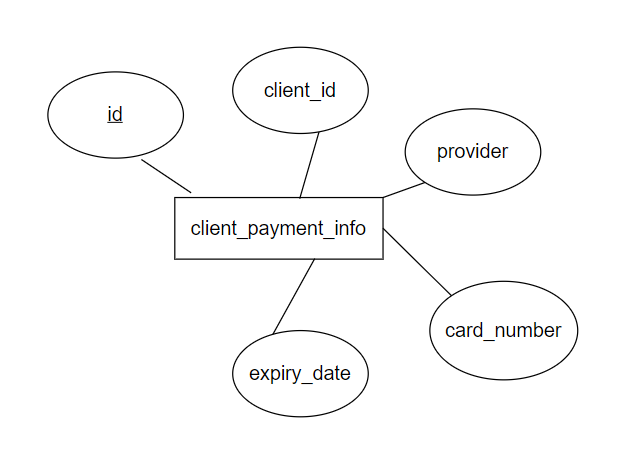 client_id
id
provider
client_payment_info
card_number
expiry_date